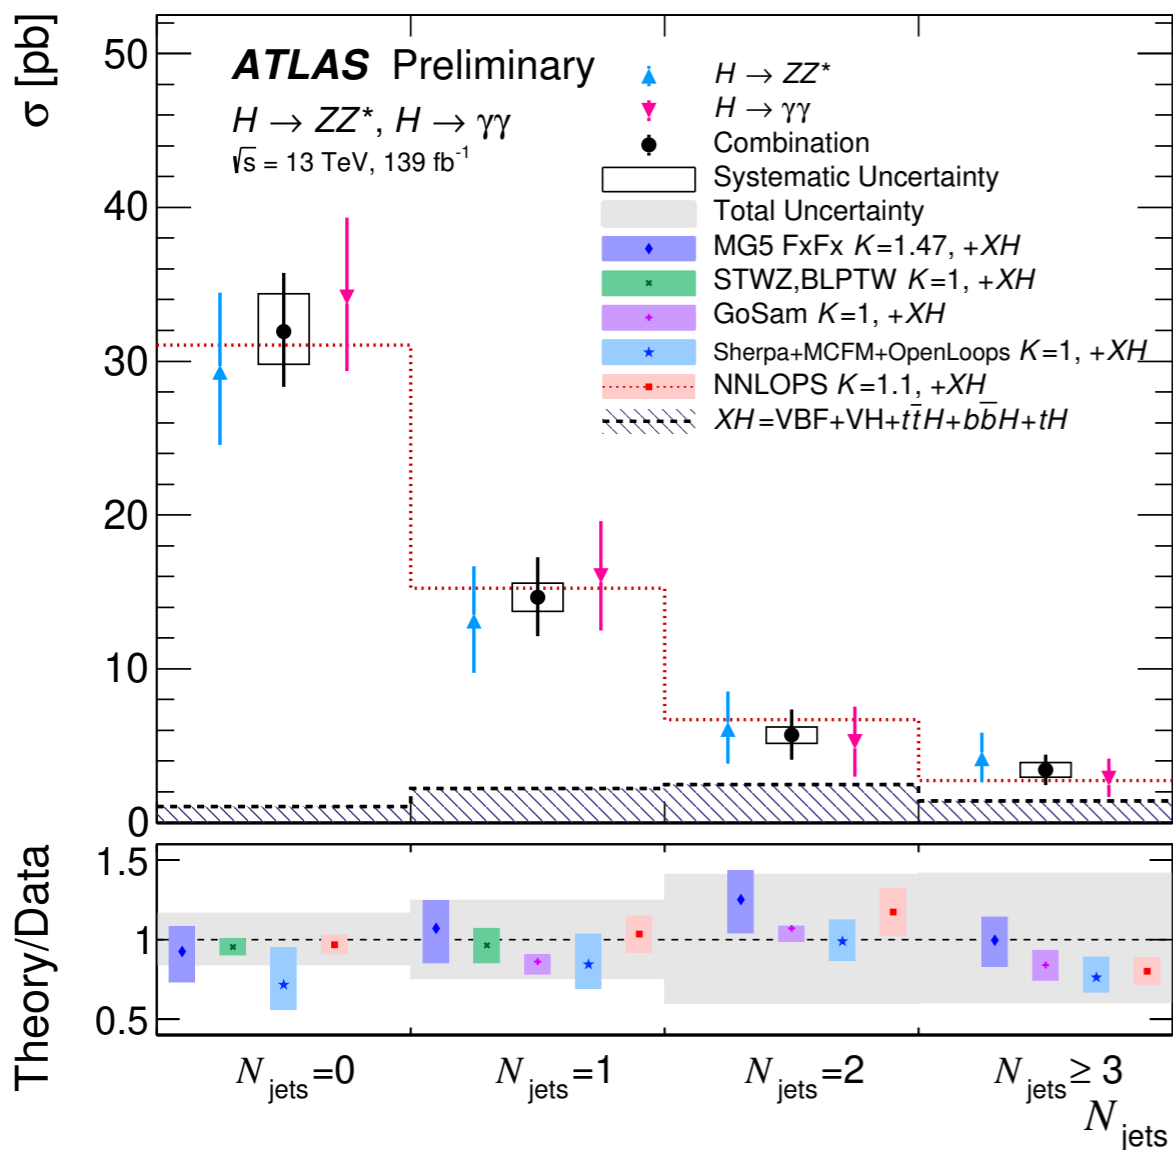 σ [pb]
50
40
30
20
10
0
ATLAS Preliminary
H → ZZ*, H → γγ
√s = 13 TeV, 139 fb⁻¹
H → ZZ*
H → γγ
Combination
Systematic Uncertainty
Total Uncertainty
MG5 FxFx K=1.47, +XH
STWZ,BLPTW K=1, +XH
GoSam K=1, +XH
Sherpa+MCFM+OpenLoops K=1, +XH
NNLOPS K=1.1, +XH
XH=VBF+VH+tt̅H+bb̅H+tH
Theory/Data
1.5
1
0.5
N_jets=0
N_jets=1
N_jets=2
N_jets≥ 3
N_jets